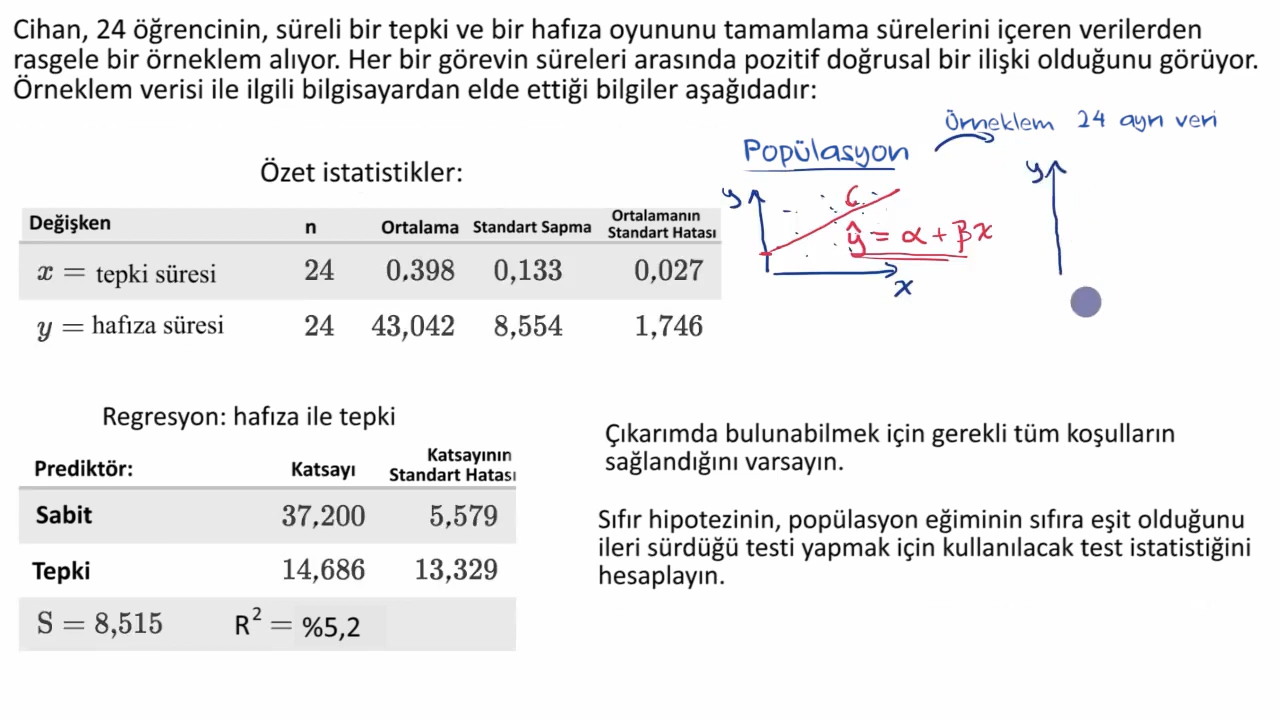 Cihan, 24 öğrencinin, süreli bir tepki ve bir hafıza oyununu tamamlama sürelerini içeren verilerden
rasgele bir örneklem alıyor. Her bir görevin süreleri arasında pozitif doğrusal bir ilişki olduğunu görüyor.
Örneklem verisi ile ilgili bilgisayardan elde ettiği bilgiler aşağıdadır:
Örneklem 24 ayrı veri
Popülasyon
y
x
ŷ = α + βx
y
Özet istatistikler:
Değişken n Ortalama Standart Sapma Ortalamanın Standart Hatası
x = tepki süresi 24 0,398 0,133 0,027
y = hafıza süresi 24 43,042 8,554 1,746
Regresyon: hafıza ile tepki
Prediktör: Katsayı Katsayının Standart Hatası
Sabit 37,200 5,579
Tepki 14,686 13,329
S = 8,515 R² = %5,2
Çıkarımda bulunabilmek için gerekli tüm koşulların
sağlandığını varsayın.
Sıfır hipotezinin, popülasyon eğiminin sıfıra eşit olduğunu
ileri sürdüğü testi yapmak için kullanılacak test istatistiğini
hesaplayın.